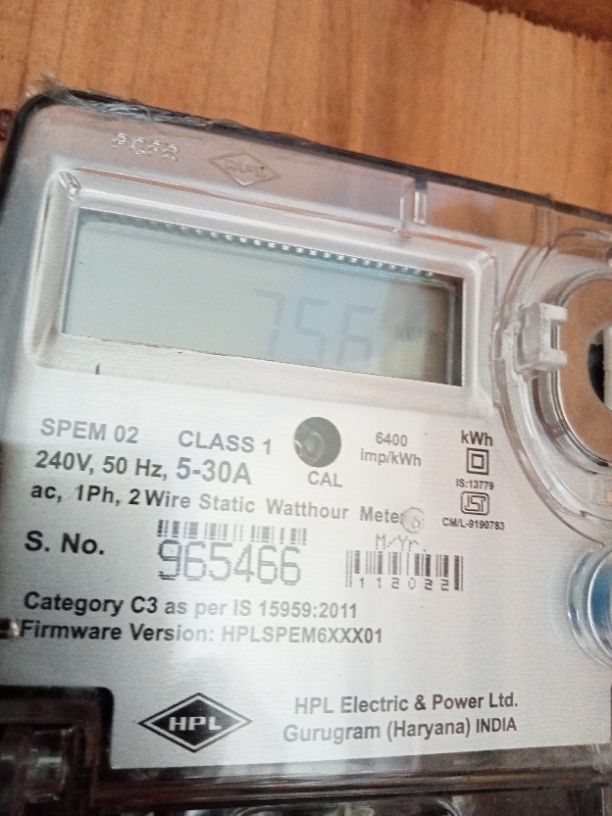 756 kWh
SPEM 02 CLASS 1
6400 imp/kWh
kWh
240V, 50 Hz, 5-30A
CAL
IS:13779
ISI
CM/L-9190783
ac, 1Ph, 2 Wire Static Watthour Meter
S. No. 965466
M/Yr.
112022
Category C3 as per IS 15959:2011
Firmware Version: HPLSPEM6XXX01
HPL
HPL Electric & Power Ltd.
Gurugram (Haryana) INDIA